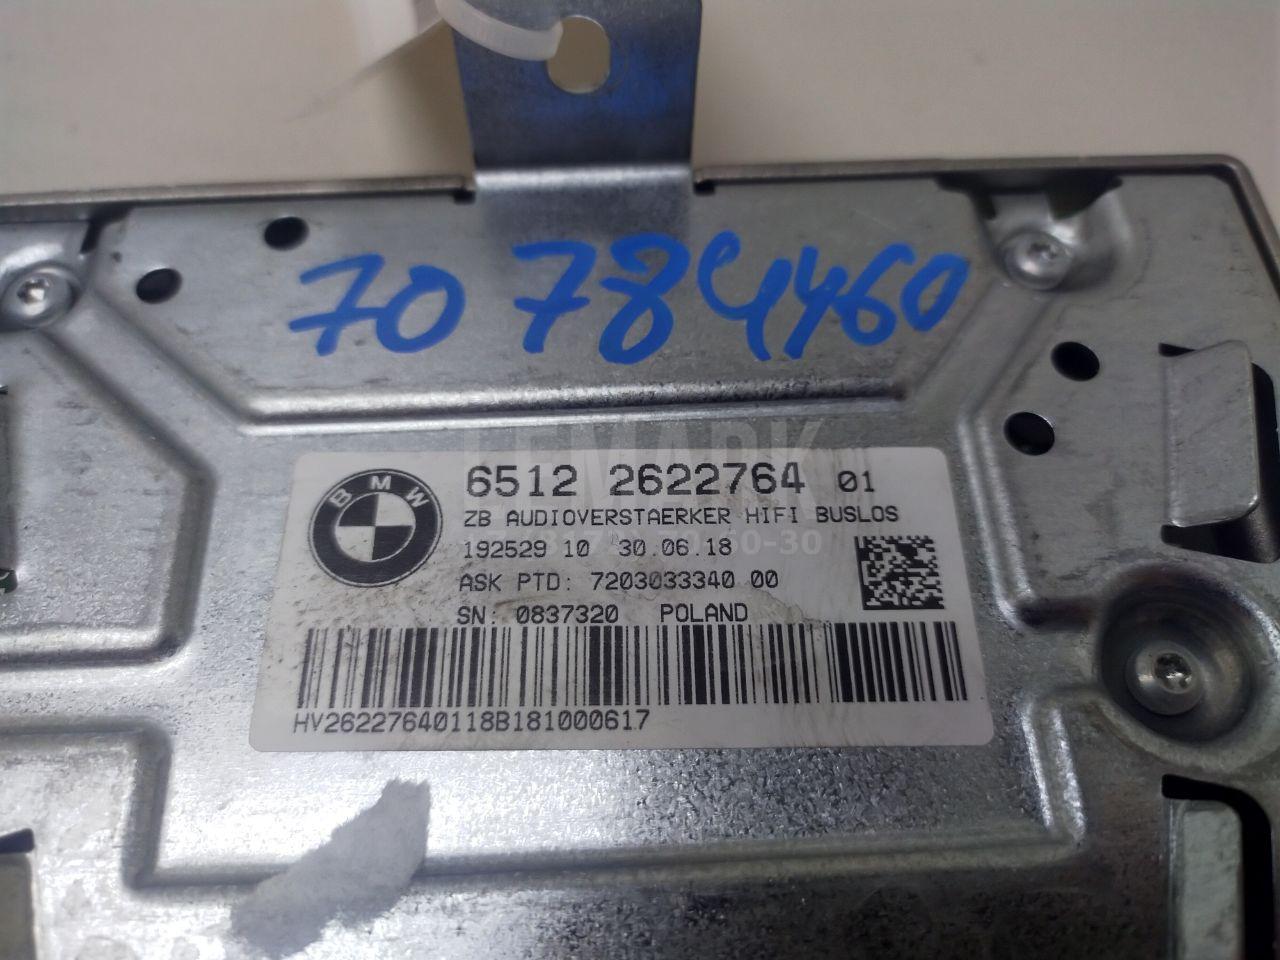 70 784460
LEMARK
BMW
6512 2622764 01
ZB AUDIOVERSTAERKER HIFI BUSLOS
192529 10 30.06.18
ASK PTD: 7203033340 00
SN: 0837320 POLAND
HV26227640118B181000617